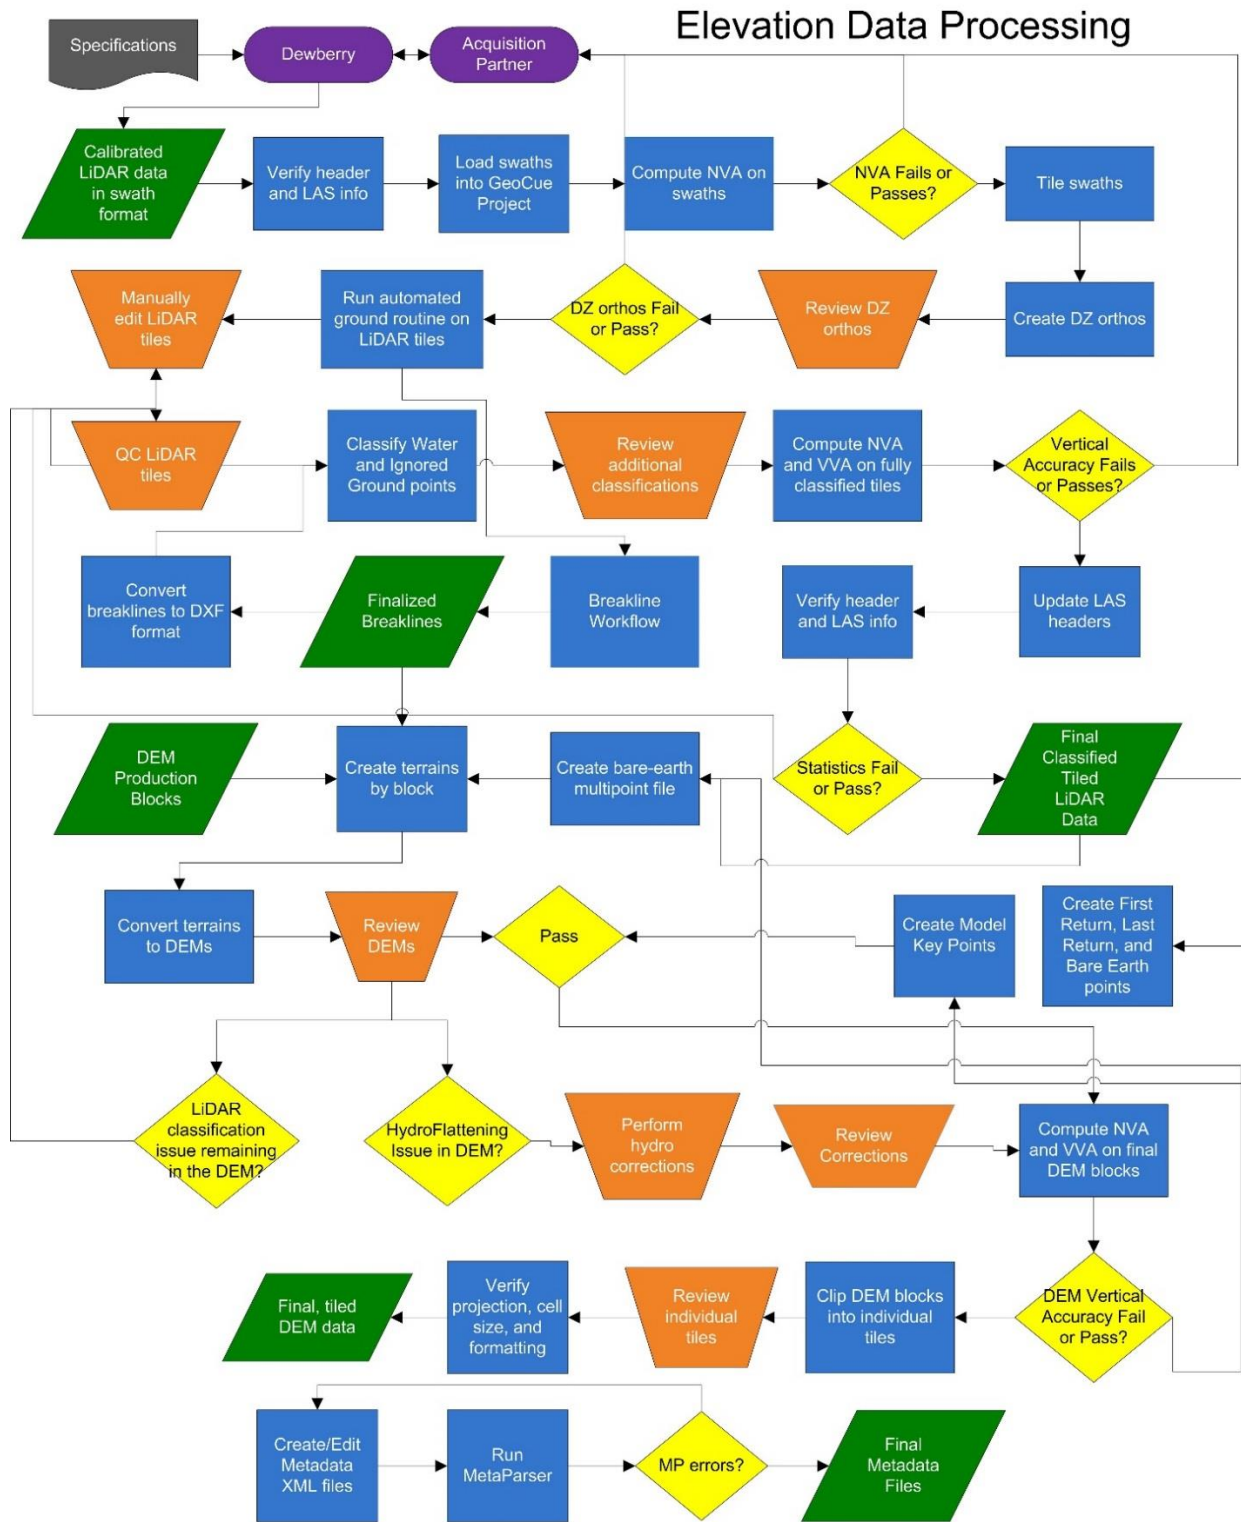 Elevation Data Processing
Specifications
Dewberry
Acquisition
Partner
Calibrated
LiDAR data
in swath
format
Verify header
and LAS info
Load swaths
into GeoCue
Project
Compute NVA on
swaths
NVA Fails or
Passes?
Tile swaths
Manually
edit LiDAR
tiles
Run automated
ground routine on
LiDAR tiles
DZ orthos Fail
or Pass?
Review DZ
orthos
Create DZ orthos
QC LiDAR
tiles
Classify Water
and Ignored
Ground points
Review
additional
classifications
Compute NVA
and VVA on fully
classified tiles
Vertical
Accuracy Fails
or Passes?
Convert
breaklines to DXF
format
Finalized
Breaklines
Breakline
Workflow
Verify header
and LAS info
Update LAS
headers
DEM
Production
Blocks
Create terrains
by block
Create bare-earth
multipoint file
Statistics Fail
or Pass?
Final
Classified
Tiled
LiDAR
Data
Convert terrains
to DEMs
Review
DEMs
Pass
Create Model
Key Points
Create First
Return, Last
Return, and
Bare Earth
points
LiDAR
classification
issue remaining
in the DEM?
HydroFlattening
Issue in DEM?
Perform
hydro
corrections
Review
Corrections
Compute NVA
and VVA on final
DEM blocks
Final, tiled
DEM data
Verify
projection, cell
size, and
formatting
Review
individual
tiles
Clip DEM blocks
into individual
tiles
DEM Vertical
Accuracy Fail
or Pass?
Create/Edit
Metadata
XML files
Run
MetaParser
MP errors?
Final
Metadata
Files